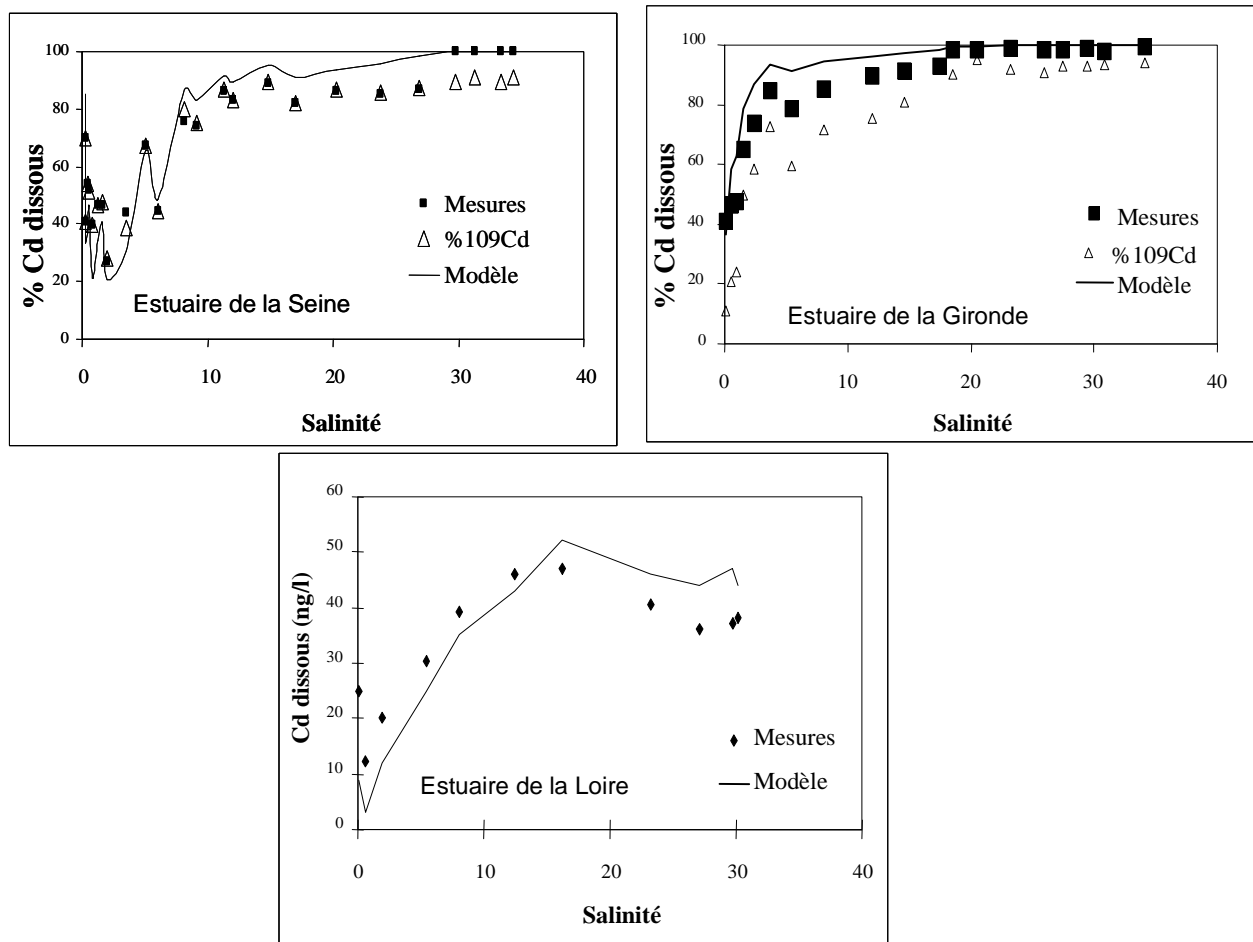 % Cd dissous
100
80
60
40
20
0
Mesures
%109Cd
Modèle
Estuaire de la Seine
0
10
20
30
40
Salinité
% Cd dissous
100
80
60
40
20
0
Mesures
%109Cd
Modèle
Estuaire de la Gironde
0
10
20
30
40
Salinité
Cd dissous (ng/l)
60
50
40
30
20
10
0
Mesures
Modèle
Estuaire de la Loire
0
10
20
30
40
Salinité